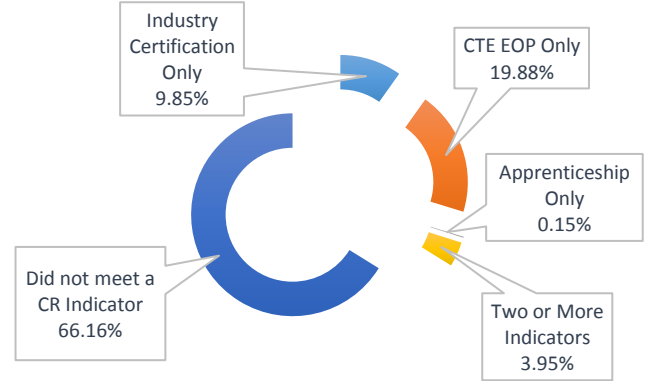 Industry
Certification
Only
9.85%
CTE EOP Only
19.88%
Apprenticeship
Only
0.15%
Did not meet a
CR Indicator
66.16%
Two or More
Indicators
3.95%